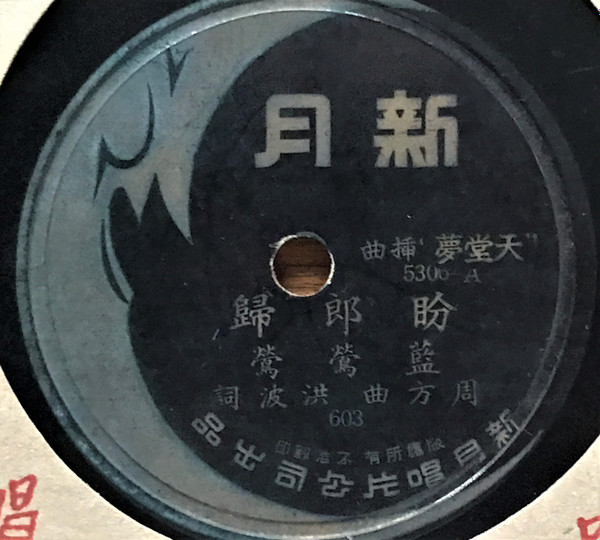 新月
"天堂夢"插曲
5306-A
盼郎歸
藍鶯鶯
周方曲 洪波詞
603
版權所有 不准翻印
新月唱片公司出品
唱